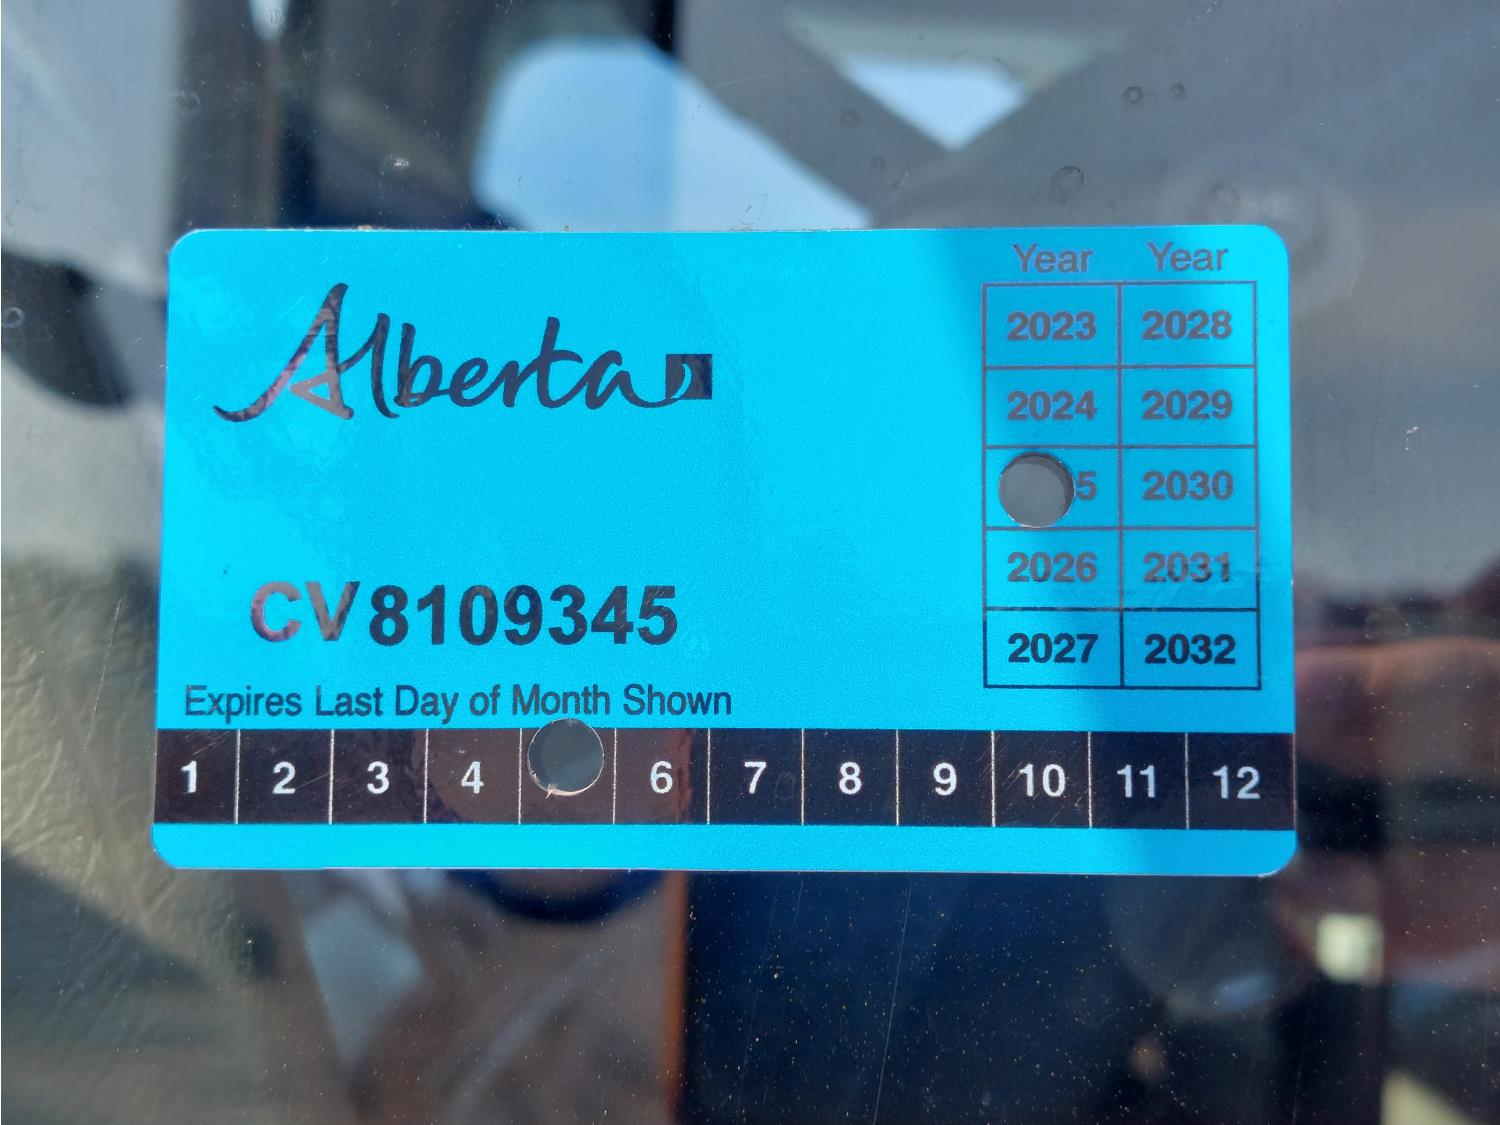 Alberta
Year Year
2023 2028
2024 2029
5 2030
2026 2031
2027 2032
CV8109345
Expires Last Day of Month Shown
1 2 3 4 6 7 8 9 10 11 12